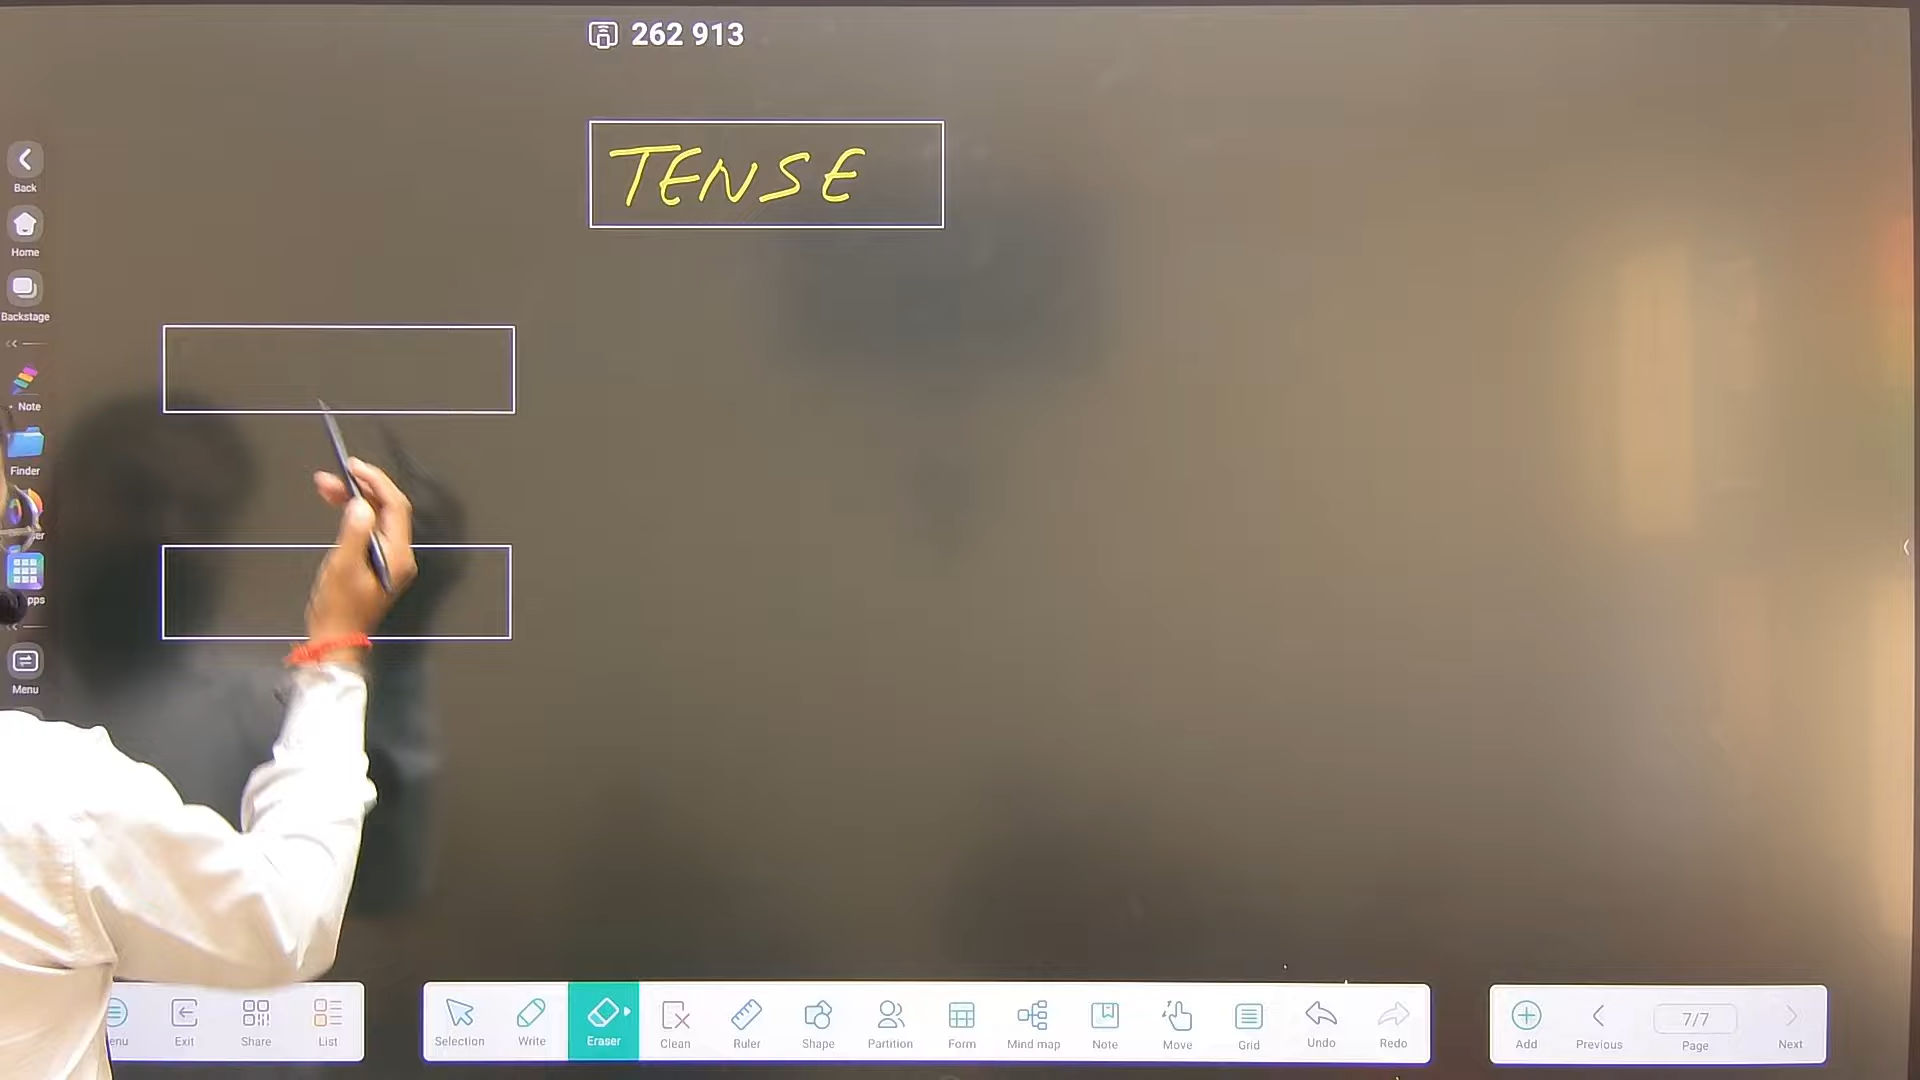 262 913
TENSE
Back
Home
Backstage
Note
Finder
pps
Menu
enu
Exit
Share
List
Selection
Write
Eraser
Clean
Ruler
Shape
Partition
Form
Mind map
Note
Move
Grid
Undo
Redo
Add
Previous
7/7
Page
Next